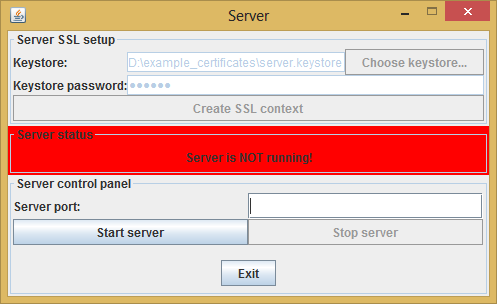 Server
Server SSL setup
Keystore: D:\example_certificates\server.keystore Choose keystore...
Keystore password: ●●●●●●
Create SSL context
Server status
Server is NOT running!
Server control panel
Server port:
Start server Stop server
Exit